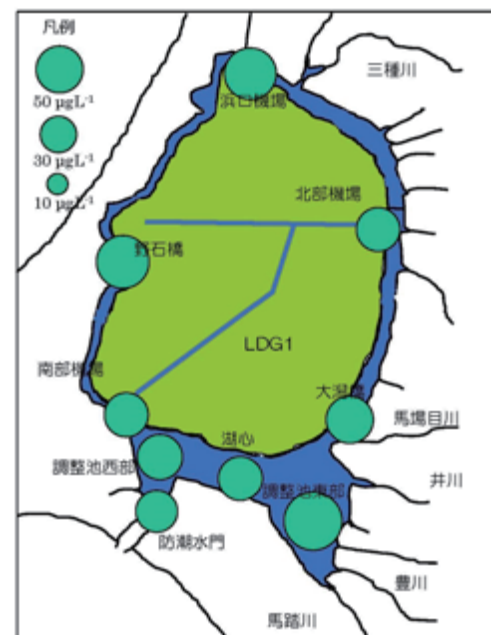 凡例
50 µgL⁻¹
30 µgL⁻¹
10 µgL⁻¹
三種川
浜口機場
北部機場
野石橋
LDG1
南部機場
大潟橋
馬場目川
湖心
調整池西部
調整池東部
井川
防潮水門
豊川
馬踏川